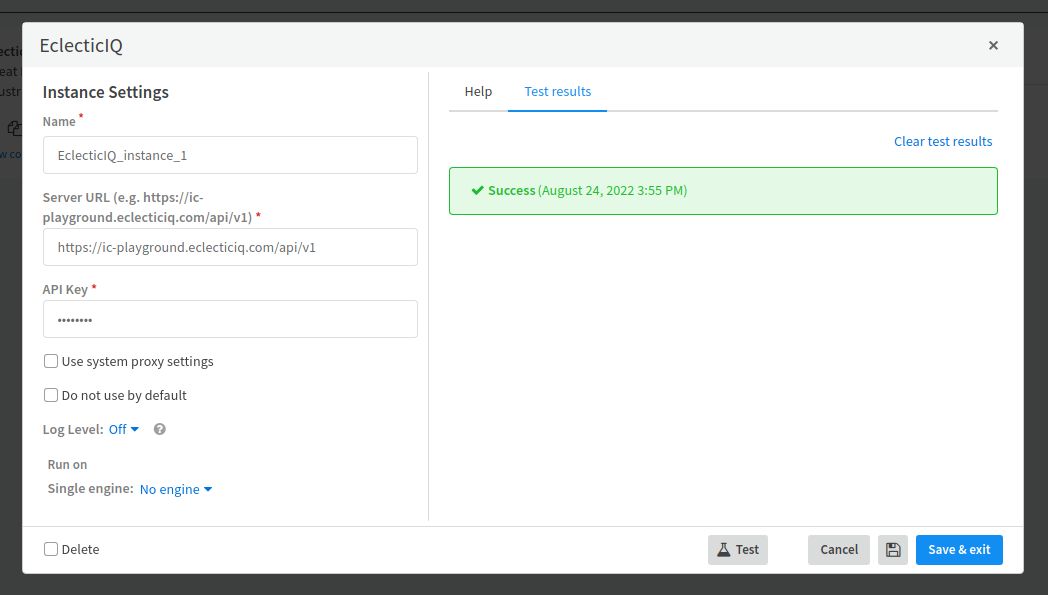 EclecticIQ
×
Instance Settings
Name *
EclecticIQ_instance_1
Server URL (e.g. https://ic-
playground.eclecticiq.com/api/v1) *
https://ic-playground.eclecticiq.com/api/v1
API Key *
••••••••
Use system proxy settings
Do not use by default
Log Level: Off
Run on
Single engine: No engine
Delete
Help Test results
Clear test results
Success (August 24, 2022 3:55 PM)
Test Cancel Save & exit